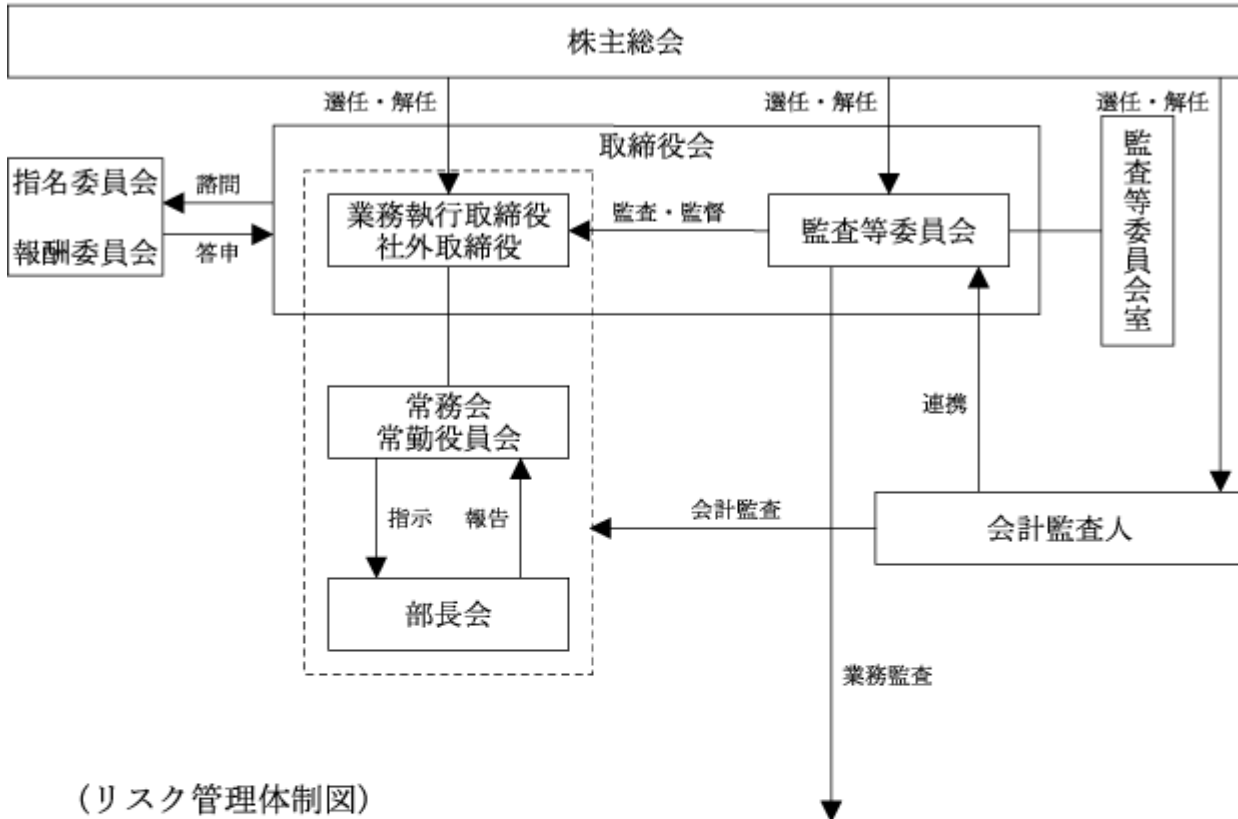 株主総会
選任・解任
選任・解任
選任・解任
取締役会
監査等委員会室
指名委員会
報酬委員会
諮問
答申
業務執行取締役
社外取締役
監査・監督
監査等委員会
常務会
常勤役員会
連携
指示
報告
会計監査
会計監査人
部長会
業務監査
（リスク管理体制図）